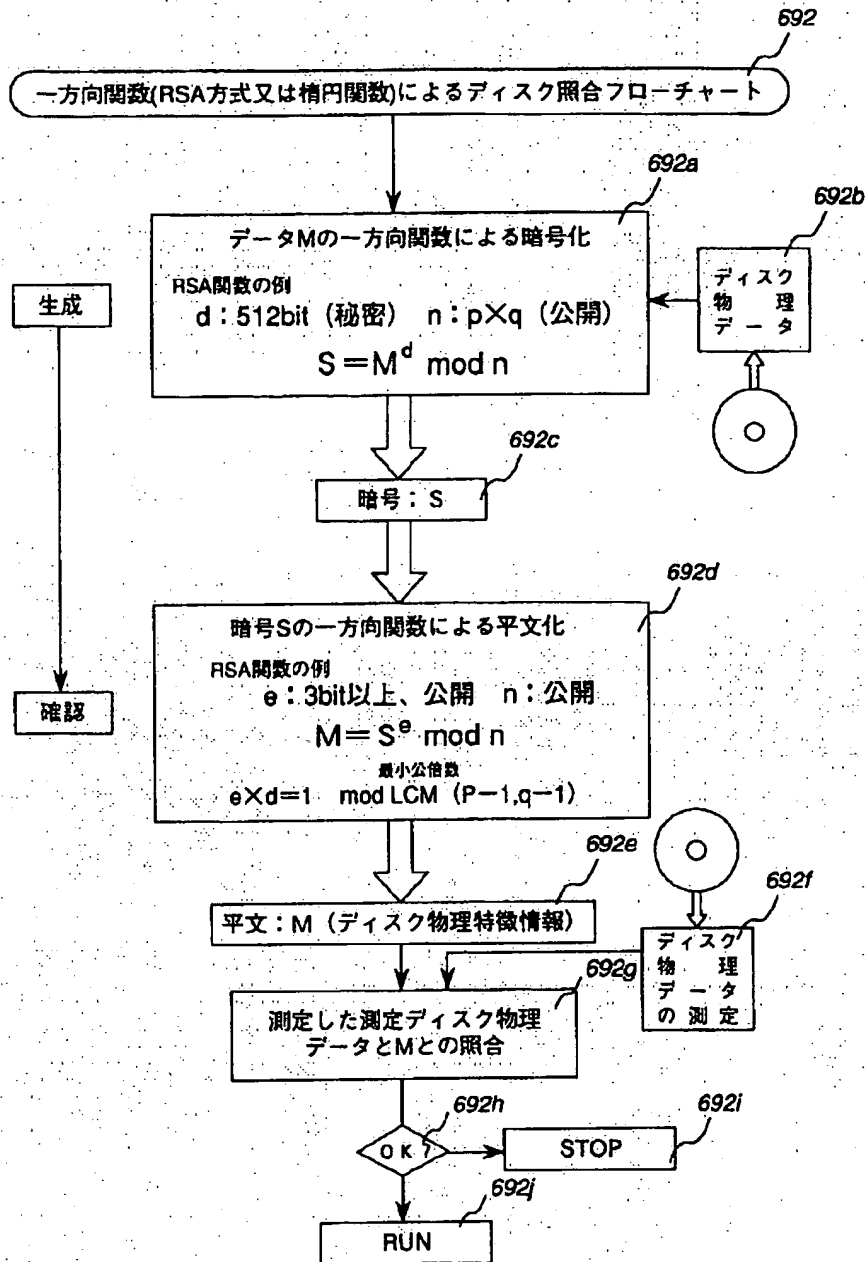 692
一方向関数(RSA方式又は楕円関数)によるディスク照合フローチャート
692a
データMの一方向関数による暗号化
RSA関数の例
d：512bit（秘密） n：p×q（公開）
S＝M^d mod n
692b
ディスク
物理
データ
生成
692c
暗号：S
692d
暗号Sの一方向関数による平文化
RSA関数の例
e：3bit以上、公開 n：公開
M＝S^e mod n
最小公倍数
e×d＝1 mod LCM（P－1,q－1）
確認
692e
平文：M（ディスク物理特徴情報）
692f
ディスク
物理
データ
の測定
692g
測定した測定ディスク物理
データとMとの照合
692h
OK?
692i
STOP
692j
RUN